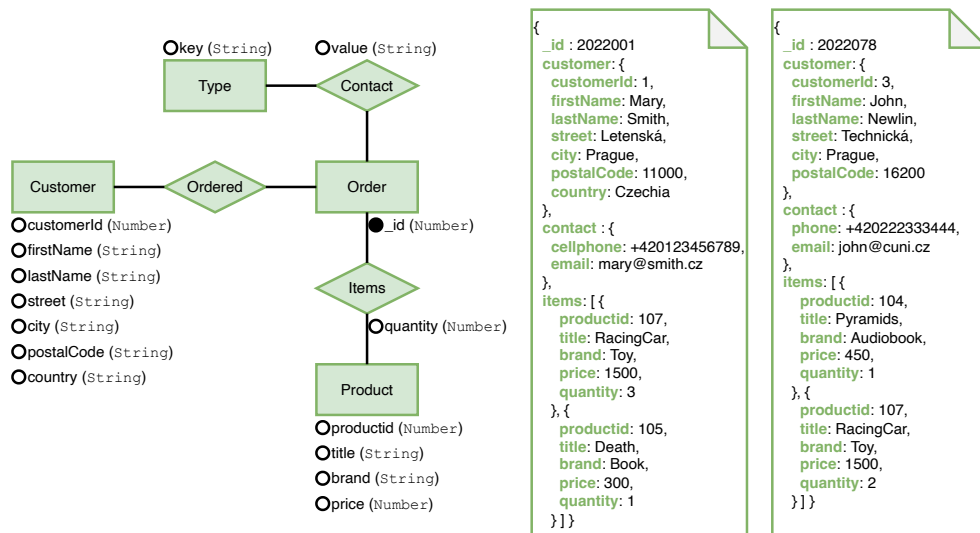 key (String)
value (String)
Type
Contact
Customer
Ordered
Order
customerId (Number)
firstName (String)
lastName (String)
street (String)
city (String)
postalCode (String)
country (String)
_id (Number)
Items
quantity (Number)
Product
productid (Number)
title (String)
brand (String)
price (Number)
{
_id : 2022001
customer: {
customerId: 1,
firstName: Mary,
lastName: Smith,
street: Letenská,
city: Prague,
postalCode: 11000,
country: Czechia
},
contact : {
cellphone: +420123456789,
email: mary@smith.cz
},
items: [ {
productid: 107,
title: RacingCar,
brand: Toy,
price: 1500,
quantity: 3
}, {
productid: 105,
title: Death,
brand: Book,
price: 300,
quantity: 1
} ] }
{
_id : 2022078
customer: {
customerId: 3,
firstName: John,
lastName: Newlin,
street: Technická,
city: Prague,
postalCode: 16200
},
contact : {
phone: +420222333444,
email: john@cuni.cz
},
items: [ {
productid: 104,
title: Pyramids,
brand: Audiobook,
price: 450,
quantity: 1
}, {
productid: 107,
title: RacingCar,
brand: Toy,
price: 1500,
quantity: 2
} ] }